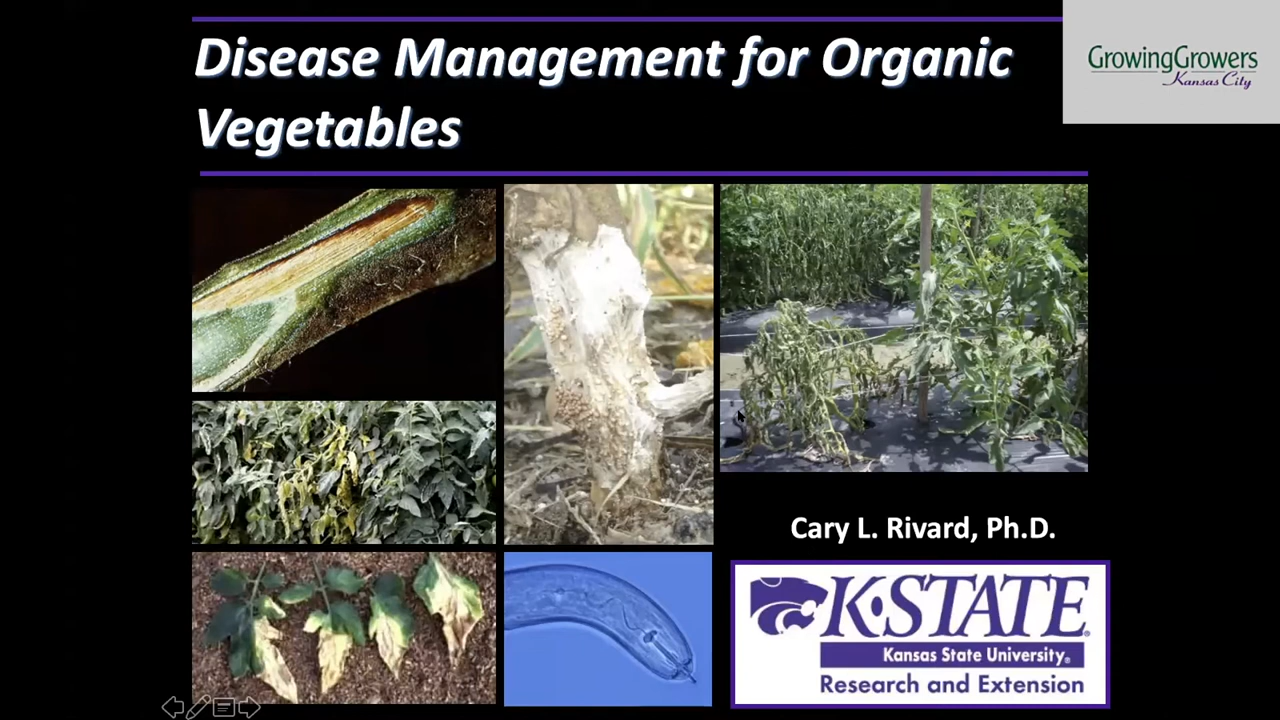 Disease Management for Organic
Vegetables
GrowingGrowers
Kansas City
Cary L. Rivard, Ph.D.
K-STATE
Kansas State University®
Research and Extension